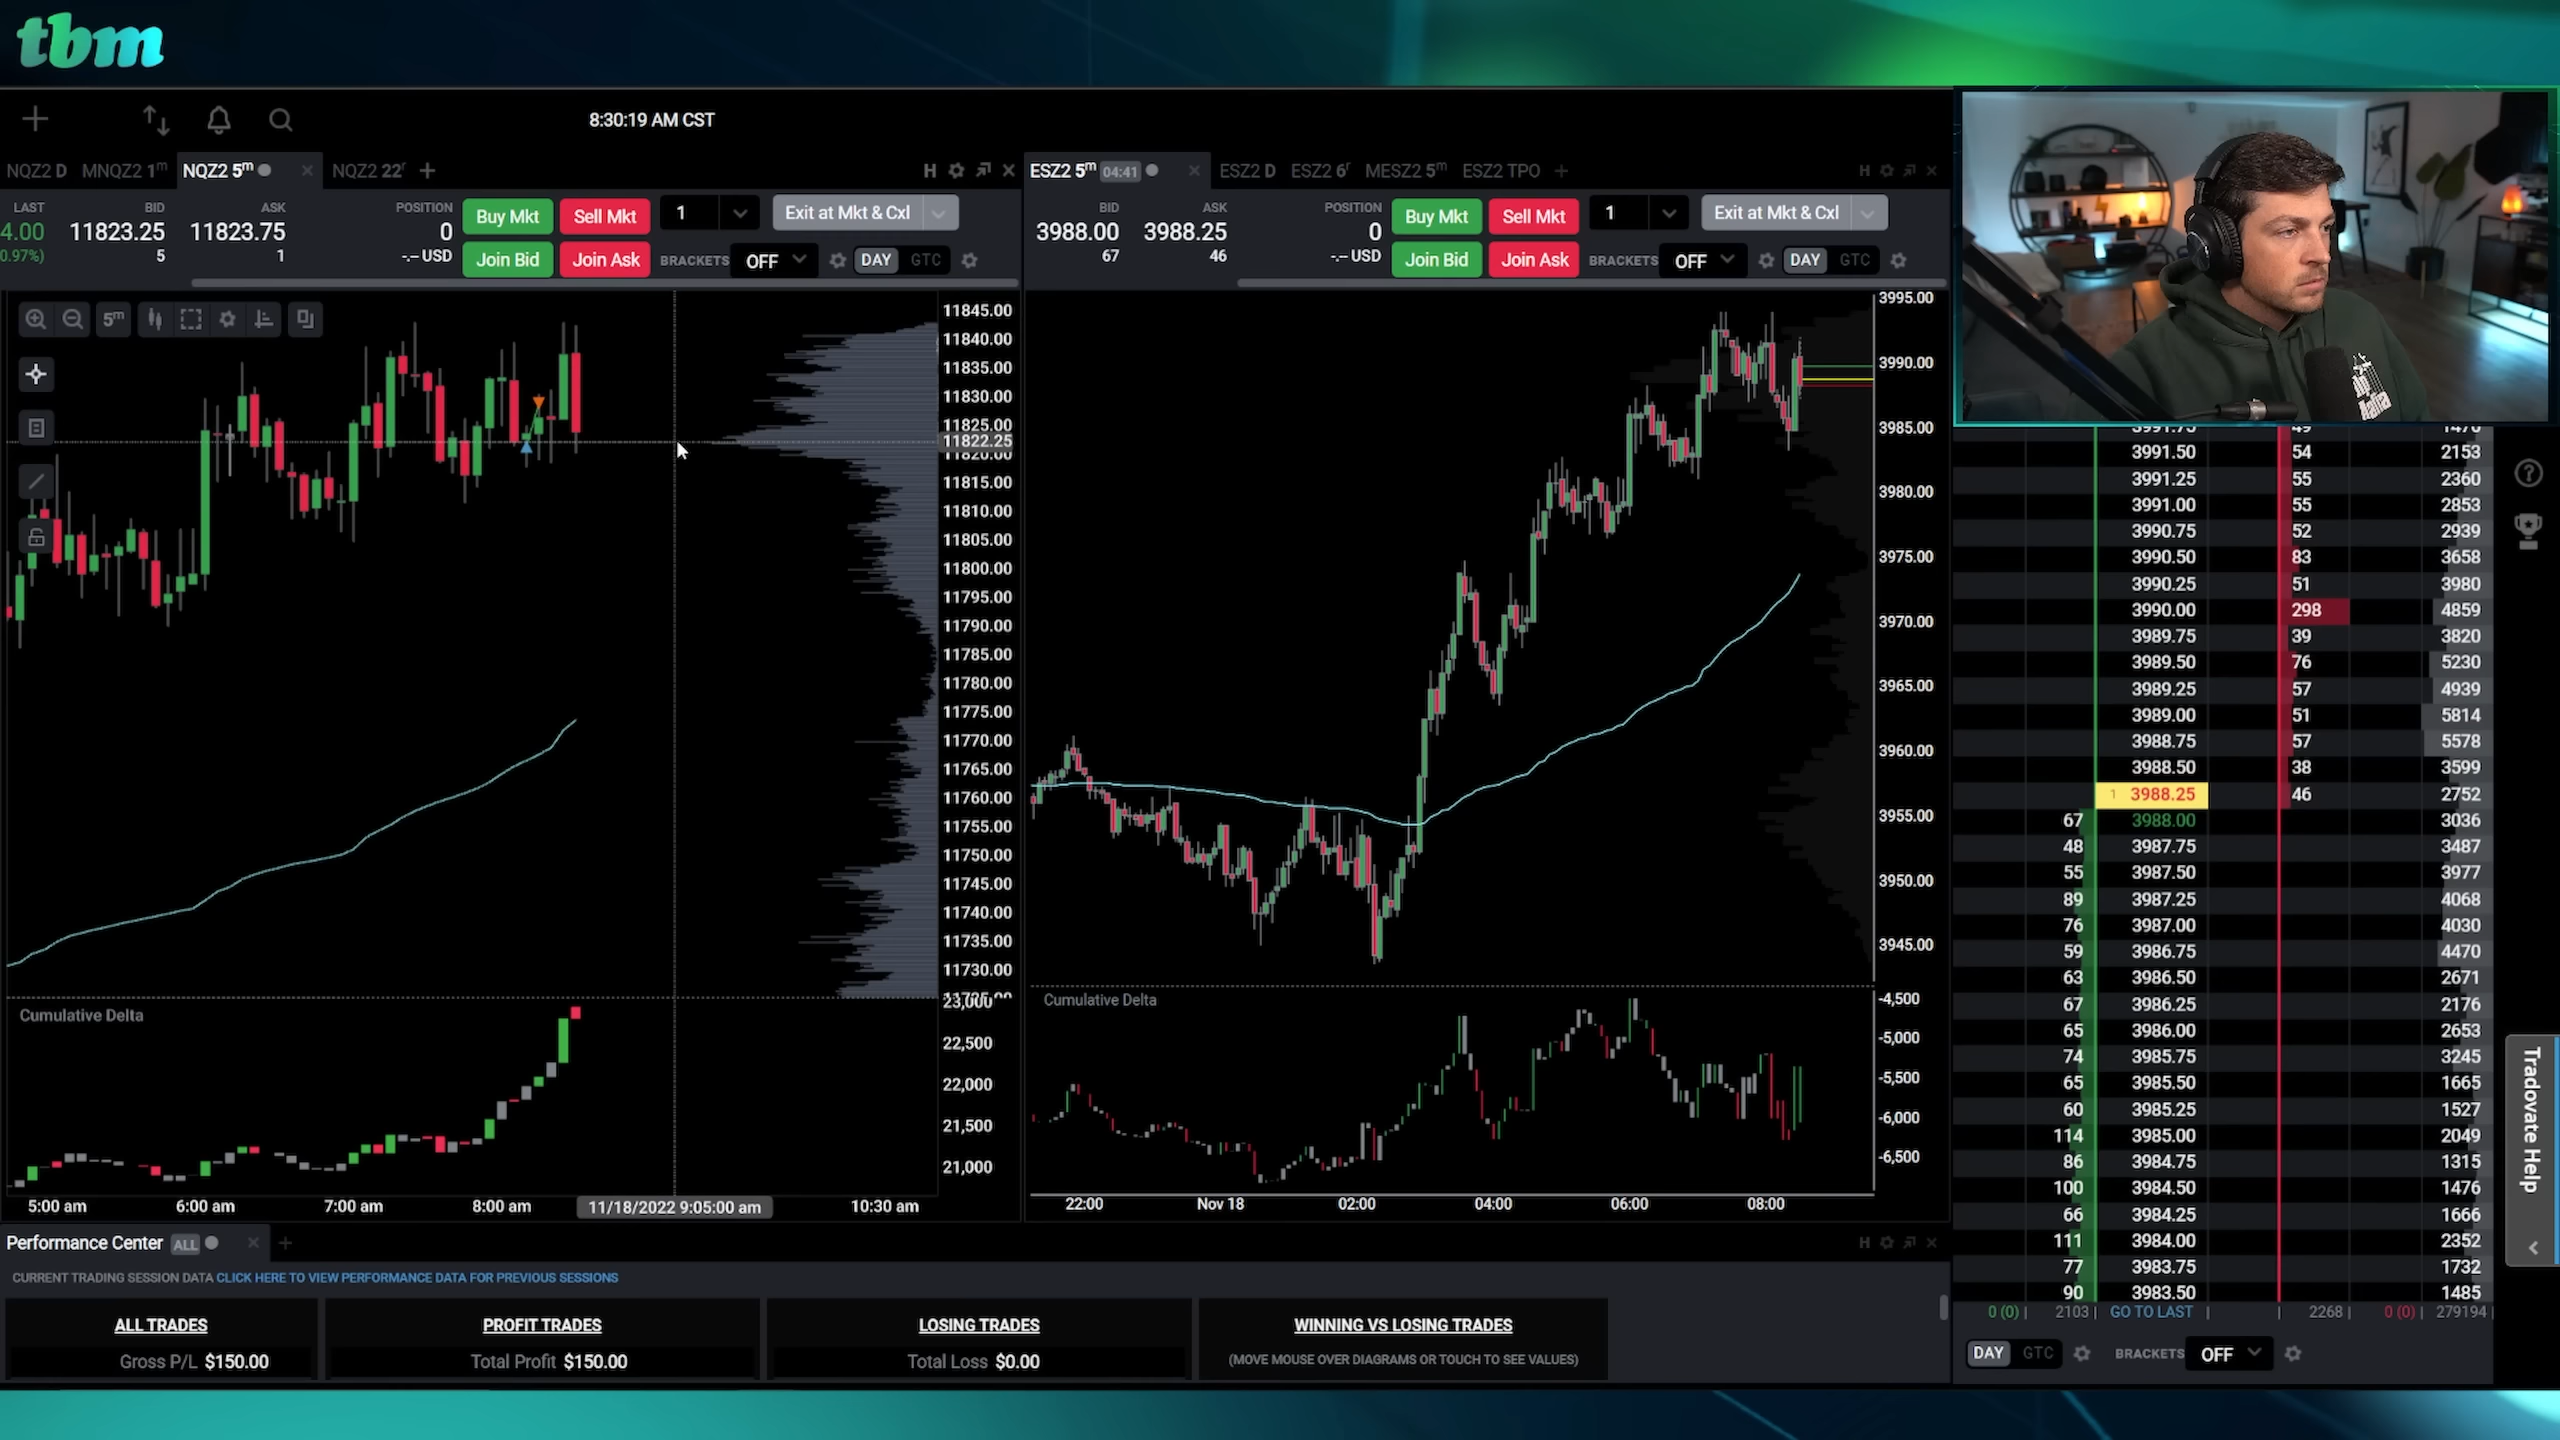 tbm
8:30:19 AM CST
NQZ2 D MNQZ2 1m NQZ2 5m NQZ2 22r
H
LAST BID ASK POSITION
4.00 11823.25 11823.75 0
0.97%) 5 1 -.-- USD
Buy Mkt Sell Mkt 1 Exit at Mkt & Cxl
Join Bid Join Ask BRACKETS OFF DAY GTC
5m
11845.00
11840.00
11835.00
11830.00
11825.00
11822.25
11820.00
11815.00
11810.00
11805.00
11800.00
11795.00
11790.00
11785.00
11780.00
11775.00
11770.00
11765.00
11760.00
11755.00
11750.00
11745.00
11740.00
11735.00
11730.00
Cumulative Delta
23,000
22,500
22,000
21,500
21,000
5:00 am 6:00 am 7:00 am 8:00 am 11/18/2022 9:05:00 am 10:30 am
ESZ2 5m 04:41 ESZ2 D ESZ2 6r MESZ2 5m ESZ2 TPO
H
BID ASK POSITION
3988.00 3988.25 0
67 46 -.-- USD
Buy Mkt Sell Mkt 1 Exit at Mkt & Cxl
Join Bid Join Ask BRACKETS OFF DAY GTC
3995.00
3990.00
3985.00
3980.00
3975.00
3970.00
3965.00
3960.00
3955.00
3950.00
3945.00
Cumulative Delta
-4,500
-5,000
-5,500
-6,000
-6,500
22:00 Nov 18 02:00 04:00 06:00 08:00
3991.75 49 1470
3991.50 54 2153
3991.25 55 2360
3991.00 55 2853
3990.75 52 2939
3990.50 83 3658
3990.25 51 3980
3990.00 298 4859
3989.75 39 3820
3989.50 76 5230
3989.25 57 4939
3989.00 51 5814
3988.75 57 5578
3988.50 38 3599
1 3988.25 46 2752
67 3988.00 3036
48 3987.75 3487
55 3987.50 3977
89 3987.25 4068
76 3987.00 4030
59 3986.75 4470
63 3986.50 2671
67 3986.25 2176
65 3986.00 2653
74 3985.75 3245
65 3985.50 1665
60 3985.25 1527
114 3985.00 2049
86 3984.75 1315
100 3984.50 1476
66 3984.25 1666
111 3984.00 2352
77 3983.75 1732
90 3983.50 1485
0 (0) 2103 GO TO LAST 2268 0 (0) 279194
DAY GTC BRACKETS OFF
Tradovate Help
Performance Center ALL
H
CURRENT TRADING SESSION DATA CLICK HERE TO VIEW PERFORMANCE DATA FOR PREVIOUS SESSIONS
ALL TRADES PROFIT TRADES LOSING TRADES WINNING VS LOSING TRADES
Gross P/L $150.00 Total Profit $150.00 Total Loss $0.00 (MOVE MOUSE OVER DIAGRAMS OR TOUCH TO SEE VALUES)